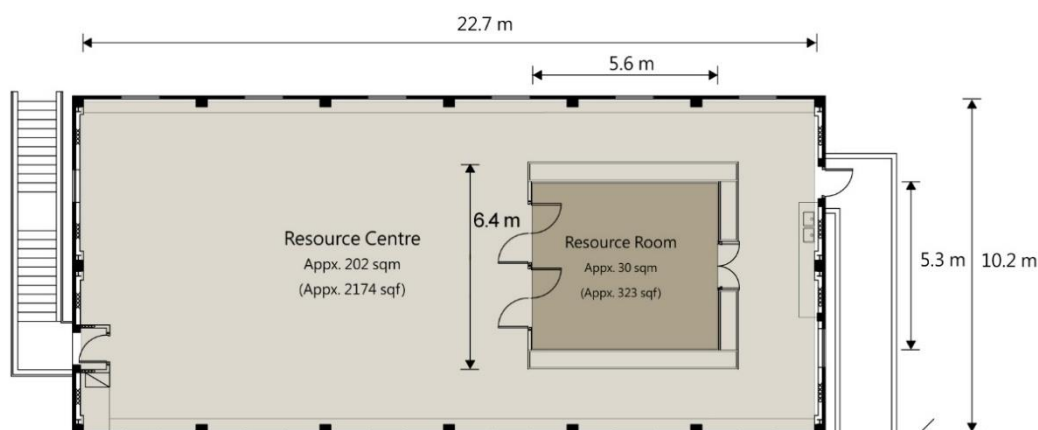 22.7 m
5.6 m
6.4 m
Resource Centre
Appx. 202 sqm
(Appx. 2174 sqf)
Resource Room
Appx. 30 sqm
(Appx. 323 sqf)
5.3 m
10.2 m